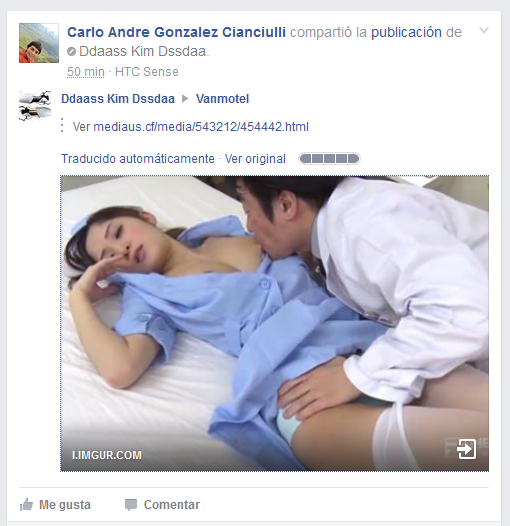 Carlo Andre Gonzalez Cianciulli compartió la publicación de
Ddaass Kim Dssdaa.
50 min · HTC Sense
Ddaass Kim Dssdaa ▶ Vanmotel
Ver mediaus.cf/media/543212/454442.html
Traducido automáticamente · Ver original
I.IMGUR.COM
Me gusta Comentar